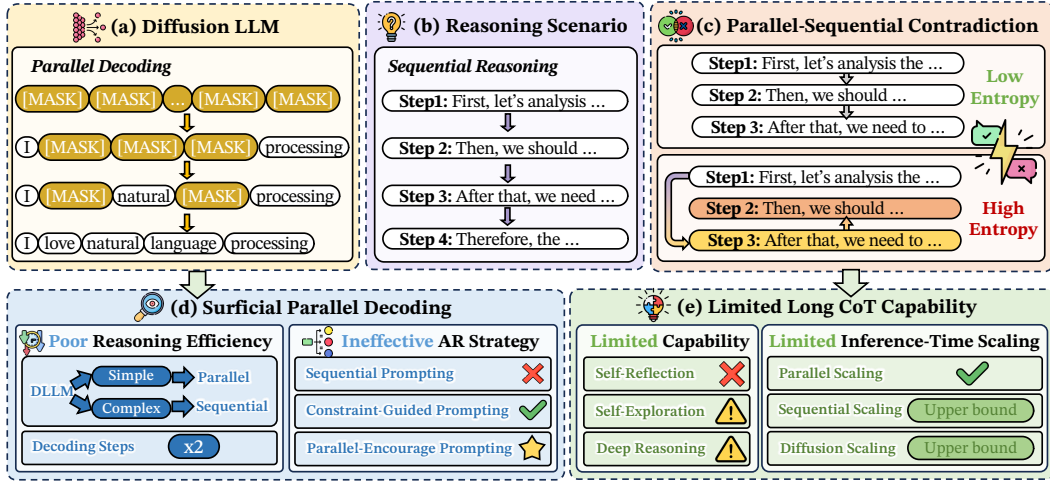 (a) Diffusion LLM
Parallel Decoding
[MASK] [MASK] ... [MASK] [MASK]
I [MASK] [MASK] [MASK] processing
I [MASK] natural [MASK] processing
I love natural language processing
(b) Reasoning Scenario
Sequential Reasoning
Step1: First, let's analysis ...
Step 2: Then, we should ...
Step 3: After that, we need ...
Step 4: Therefore, the ...
(c) Parallel-Sequential Contradiction
Step1: First, let's analysis the ...
Step 2: Then, we should ...
Step 3: After that, we need to ...
Low
Entropy
Step1: First, let's analysis the ...
Step 2: Then, we should ...
Step 3: After that, we need to ...
High
Entropy
(d) Surficial Parallel Decoding
Poor Reasoning Efficiency
DLLM
Simple
Parallel
Complex
Sequential
Decoding Steps
x2
Ineffective AR Strategy
Sequential Prompting
Constraint-Guided Prompting
Parallel-Encourage Prompting
(e) Limited Long CoT Capability
Limited Capability
Self-Reflection
Self-Exploration
Deep Reasoning
Limited Inference-Time Scaling
Parallel Scaling
Sequential Scaling
Upper bound
Diffusion Scaling
Upper bound